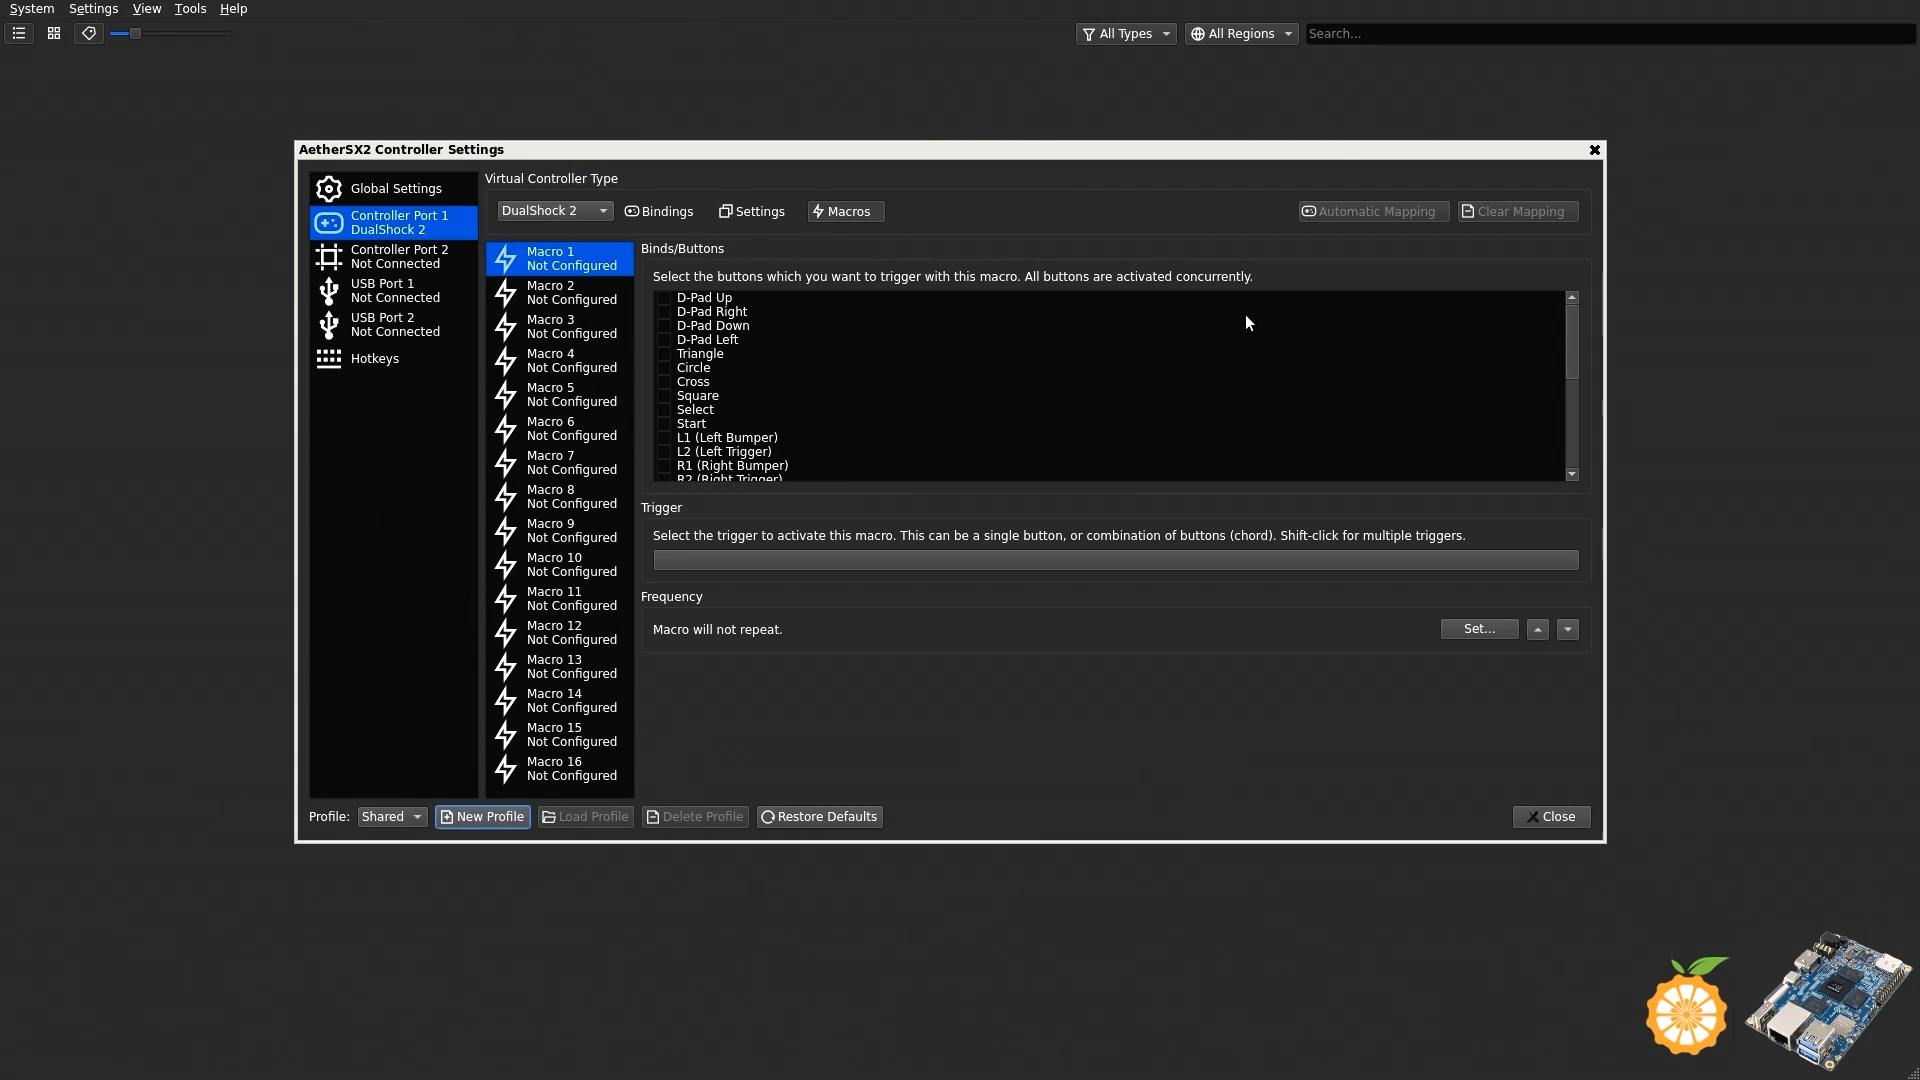 System Settings View Tools Help
All Types All Regions Search...
AetherSX2 Controller Settings
Global Settings
Controller Port 1
DualShock 2
Controller Port 2
Not Connected
USB Port 1
Not Connected
USB Port 2
Not Connected
Hotkeys
Virtual Controller Type
DualShock 2 Bindings Settings Macros Automatic Mapping Clear Mapping
Macro 1
Not Configured
Macro 2
Not Configured
Macro 3
Not Configured
Macro 4
Not Configured
Macro 5
Not Configured
Macro 6
Not Configured
Macro 7
Not Configured
Macro 8
Not Configured
Macro 9
Not Configured
Macro 10
Not Configured
Macro 11
Not Configured
Macro 12
Not Configured
Macro 13
Not Configured
Macro 14
Not Configured
Macro 15
Not Configured
Macro 16
Not Configured
Binds/Buttons
Select the buttons which you want to trigger with this macro. All buttons are activated concurrently.
D-Pad Up
D-Pad Right
D-Pad Down
D-Pad Left
Triangle
Circle
Cross
Square
Select
Start
L1 (Left Bumper)
L2 (Left Trigger)
R1 (Right Bumper)
R2 (Right Trigger)
Trigger
Select the trigger to activate this macro. This can be a single button, or combination of buttons (chord). Shift-click for multiple triggers.
Frequency
Macro will not repeat. Set...
Profile: Shared New Profile Load Profile Delete Profile Restore Defaults Close